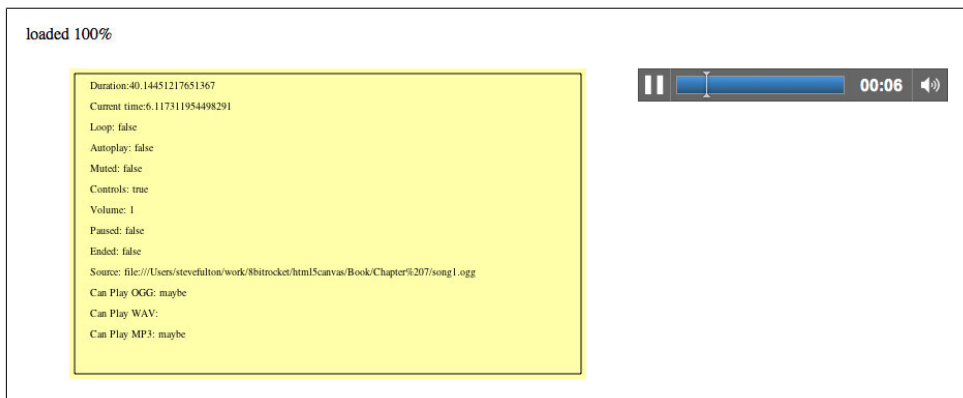 loaded 100%
Duration:40.14451217651367
Current time:6.117311954498291
Loop: false
Autoplay: false
Muted: false
Controls: true
Volume: 1
Paused: false
Ended: false
Source: file:///Users/stevefulton/work/8bitrocket/html5canvas/Book/Chapter%207/song1.ogg
Can Play OGG: maybe
Can Play WAV:
Can Play MP3: maybe
00:06